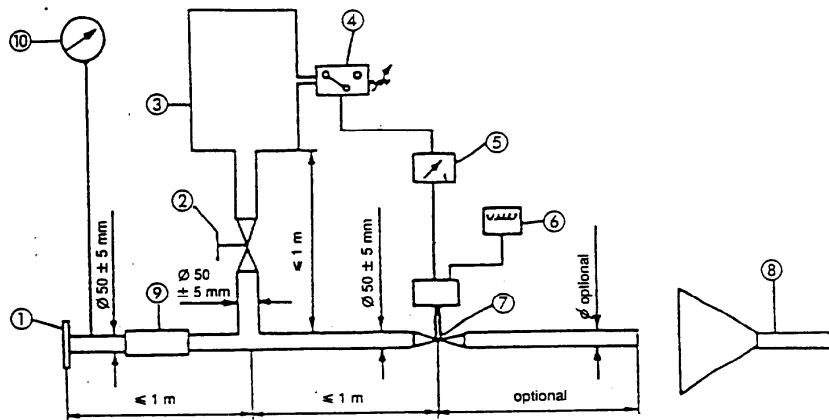 ⑩
④
③
⑤
②
⑥
⑦
⑧
⑨
①
Ø 50 ± 5 mm
Ø 50
± 5 mm
⩽ 1 m
Ø 50 ± 5 mm
Ø optional
⩽ 1 m
⩽ 1 m
optional